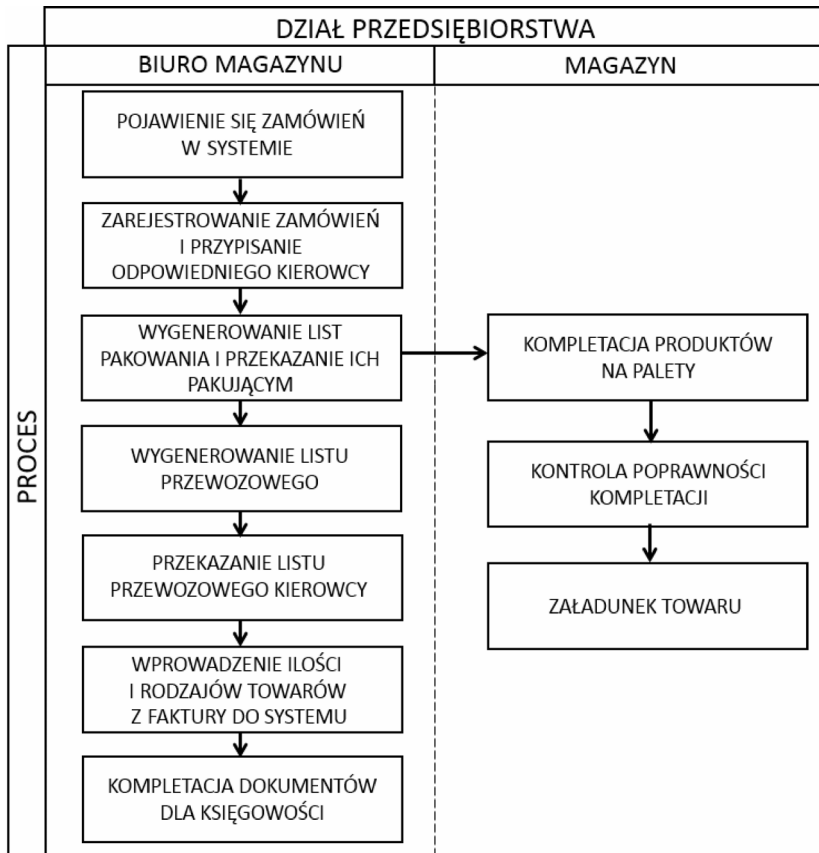 DZIAŁ PRZEDSIĘBIORSTWA
BIURO MAGAZYNU
MAGAZYN
PROCES
POJAWIENIE SIĘ ZAMÓWIEŃ
W SYSTEMIE
ZAREJESTROWANIE ZAMÓWIEŃ
I PRZYPISANIE
ODPOWIEDNIEGO KIEROWCY
WYGENEROWANIE LIST
PAKOWANIA I PRZEKAZANIE ICH
PAKUJĄCYM
WYGENEROWANIE LISTU
PRZEWOZOWEGO
PRZEKAZANIE LISTU
PRZEWOZOWEGO KIEROWCY
WPROWADZENIE ILOŚCI
I RODZAJÓW TOWARÓW
Z FAKTURY DO SYSTEMU
KOMPLETACJA DOKUMENTÓW
DLA KSIĘGOWOŚCI
KOMPLETACJA PRODUKTÓW
NA PALETY
KONTROLA POPRAWNOŚCI
KOMPLETACJI
ZAŁADUNEK TOWARU